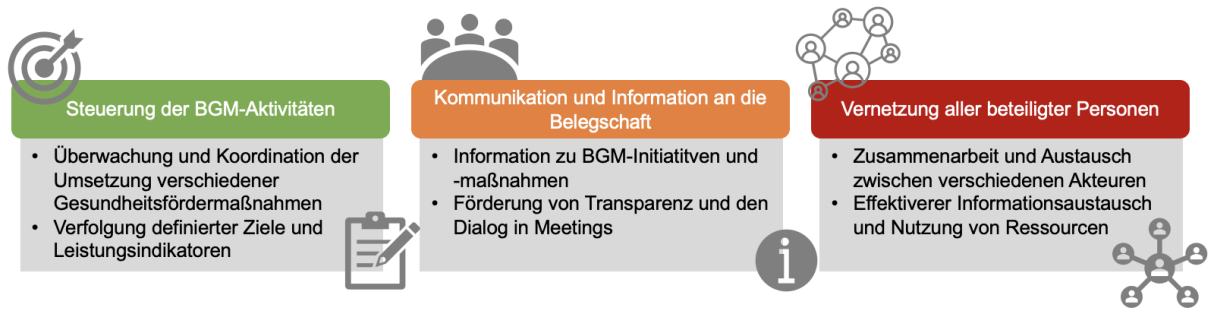 Steuerung der BGM-Aktivitäten
• Überwachung und Koordination der
Umsetzung verschiedener
Gesundheitsfördermaßnahmen
• Verfolgung definierter Ziele und
Leistungsindikatoren
Kommunikation und Information an die
Belegschaft
• Information zu BGM-Initiatitven und
-maßnahmen
• Förderung von Transparenz und den
Dialog in Meetings
i
Vernetzung aller beteiligter Personen
• Zusammenarbeit und Austausch
zwischen verschiedenen Akteuren
• Effektiverer Informationsaustausch
und Nutzung von Ressourcen